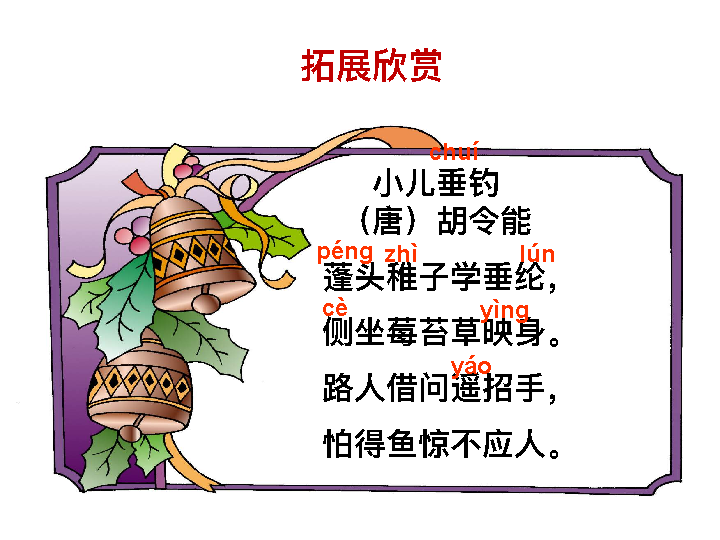 拓展欣赏
chuí
小儿垂钓
（唐）胡令能
péng zhì lún
蓬头稚子学垂纶，
cè yìng
侧坐莓苔草映身。
yáo
路人借问遥招手，
怕得鱼惊不应人。